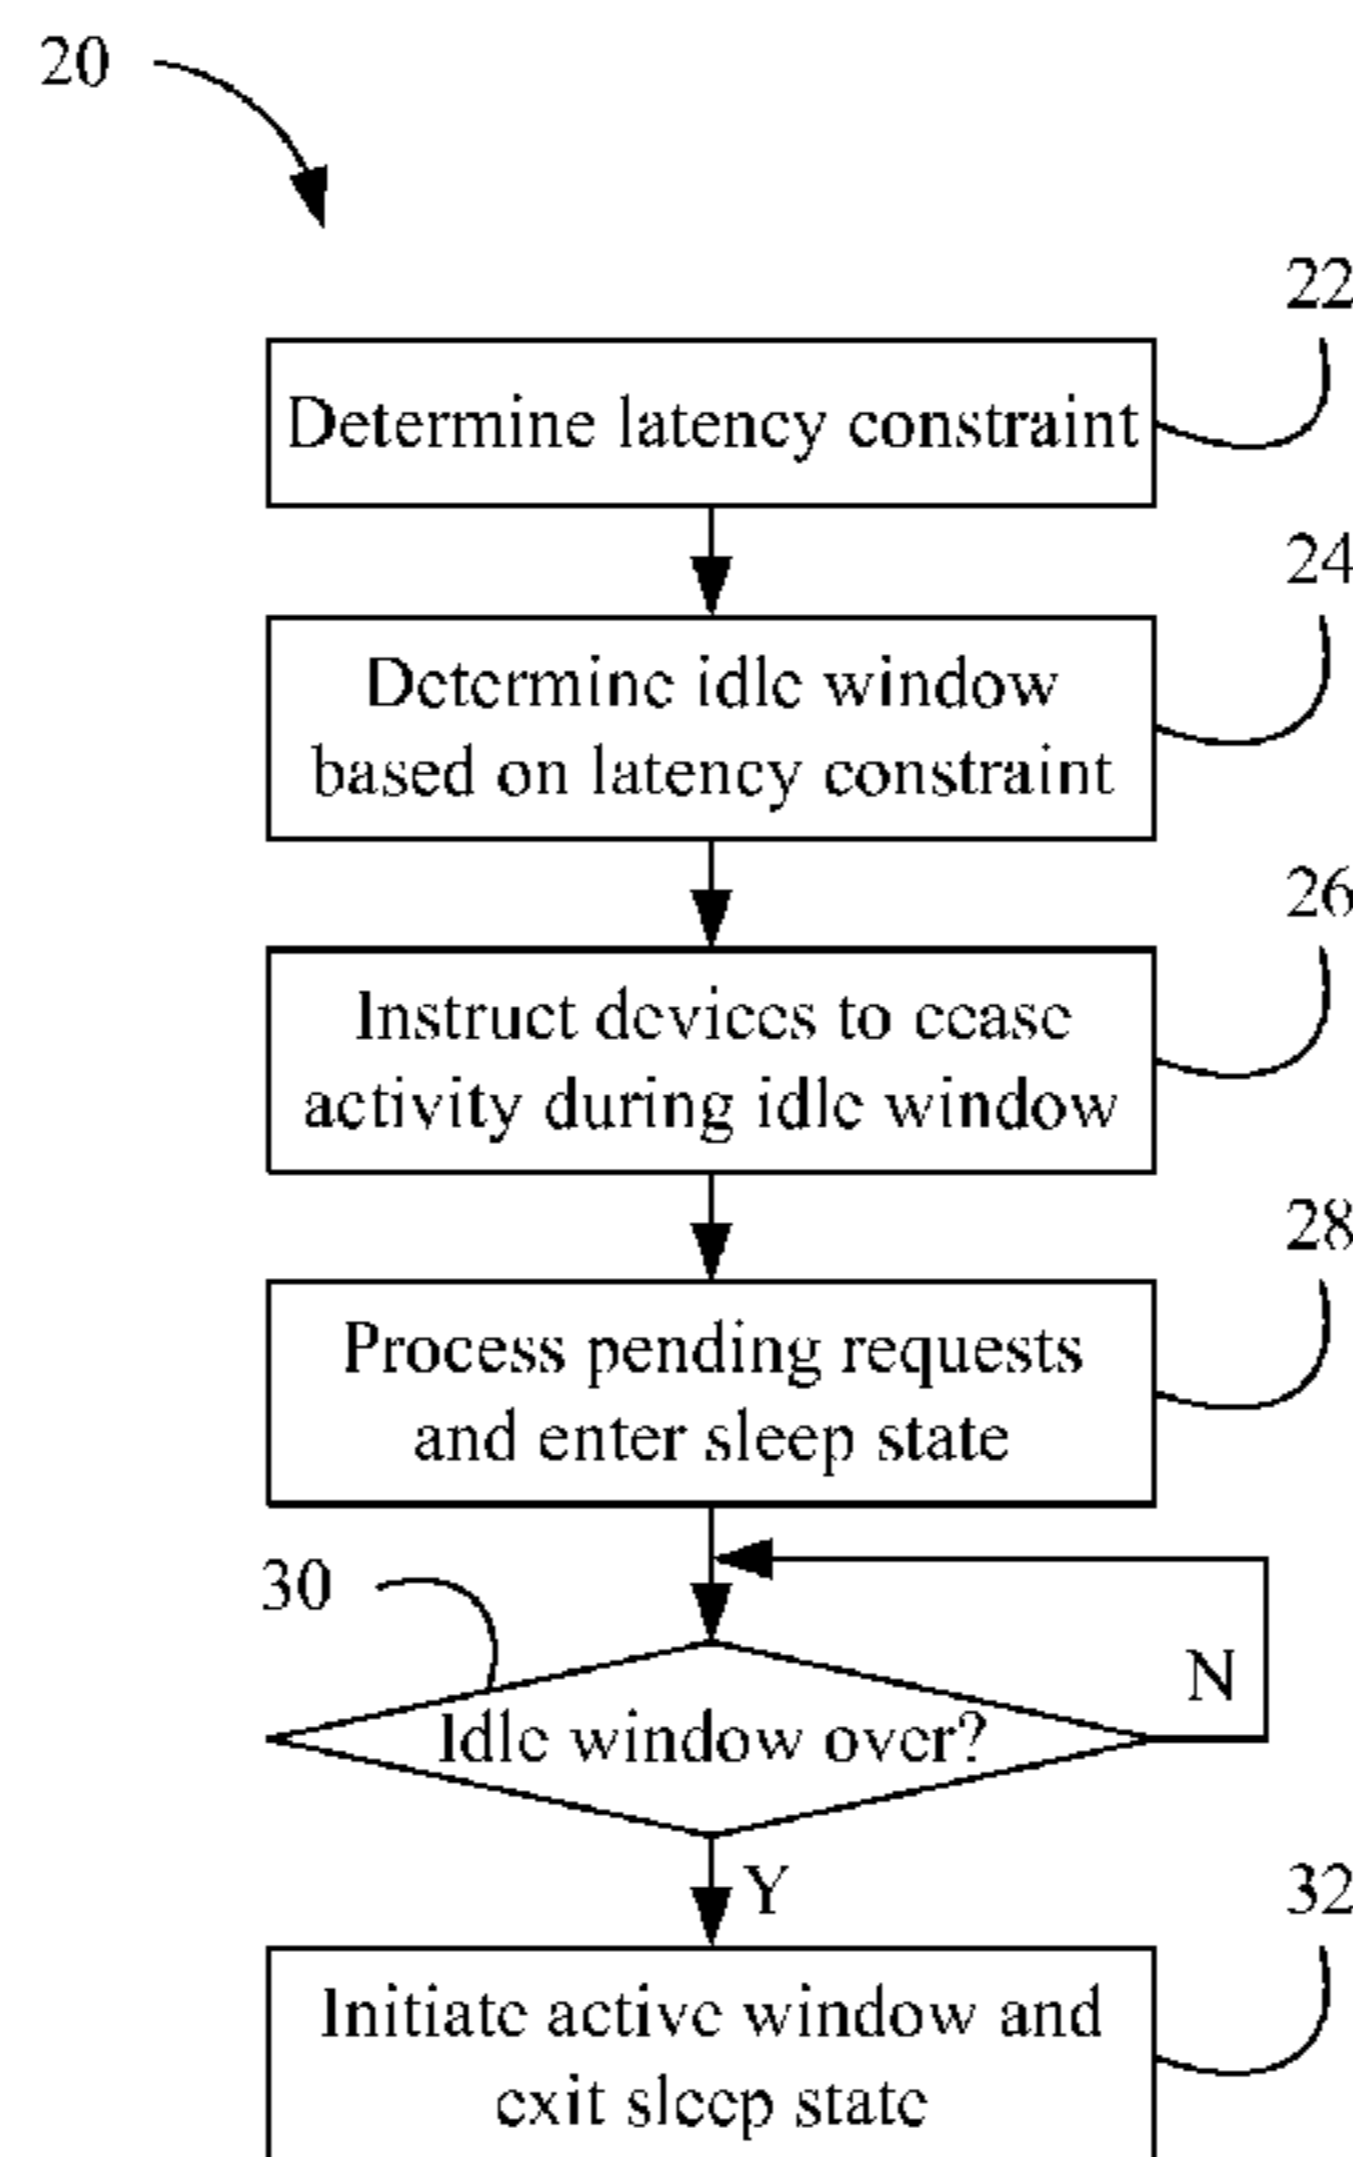 20
22
Determine latency constraint
24
Determine idle window
based on latency constraint
26
Instruct devices to cease
activity during idle window
28
Process pending requests
and enter sleep state
30
N
Idle window over?
Y
32
Initiate active window and
exit sleep state